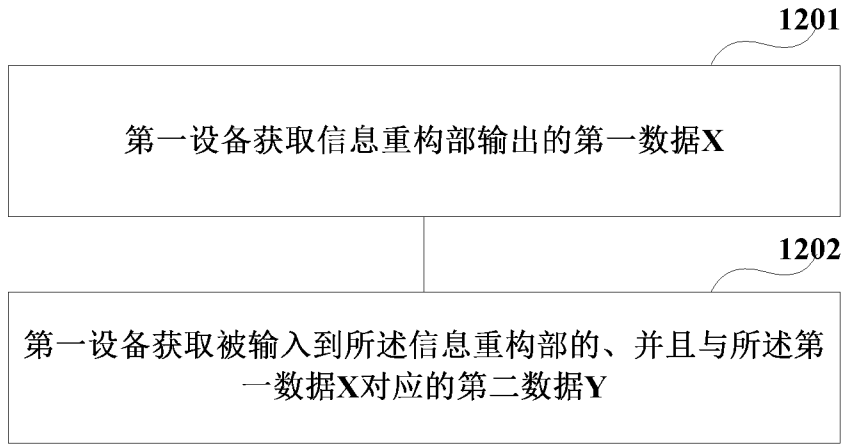 1201
第一设备获取信息重构部输出的第一数据X
1202
第一设备获取被输入到所述信息重构部的、并且与所述第
一数据X对应的第二数据Y